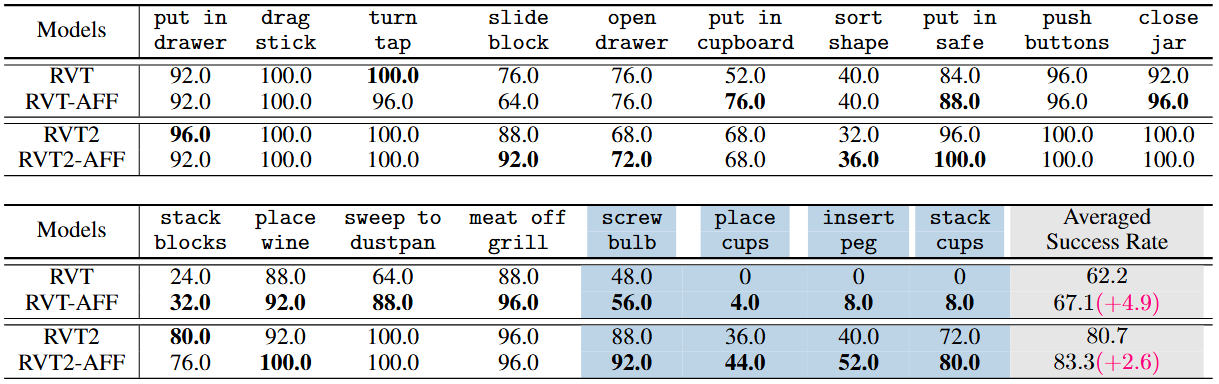 Models put in drag turn slide open put in sort put in push close
drawer stick tap block drawer cupboard shape safe buttons jar
RVT 92.0 100.0 100.0 76.0 76.0 52.0 40.0 84.0 96.0 92.0
RVT-AFF 92.0 100.0 96.0 64.0 76.0 76.0 40.0 88.0 96.0 96.0
RVT2 96.0 100.0 100.0 88.0 68.0 68.0 32.0 96.0 100.0 100.0
RVT2-AFF 92.0 100.0 100.0 92.0 72.0 68.0 36.0 100.0 100.0 100.0
Models stack place sweep to meat off screw place insert stack Averaged
blocks wine dustpan grill bulb cups peg cups Success Rate
RVT 24.0 88.0 64.0 88.0 48.0 0 0 0 62.2
RVT-AFF 32.0 92.0 88.0 96.0 56.0 4.0 8.0 8.0 67.1(+4.9)
RVT2 80.0 92.0 100.0 96.0 88.0 36.0 40.0 72.0 80.7
RVT2-AFF 76.0 100.0 100.0 96.0 92.0 44.0 52.0 80.0 83.3(+2.6)